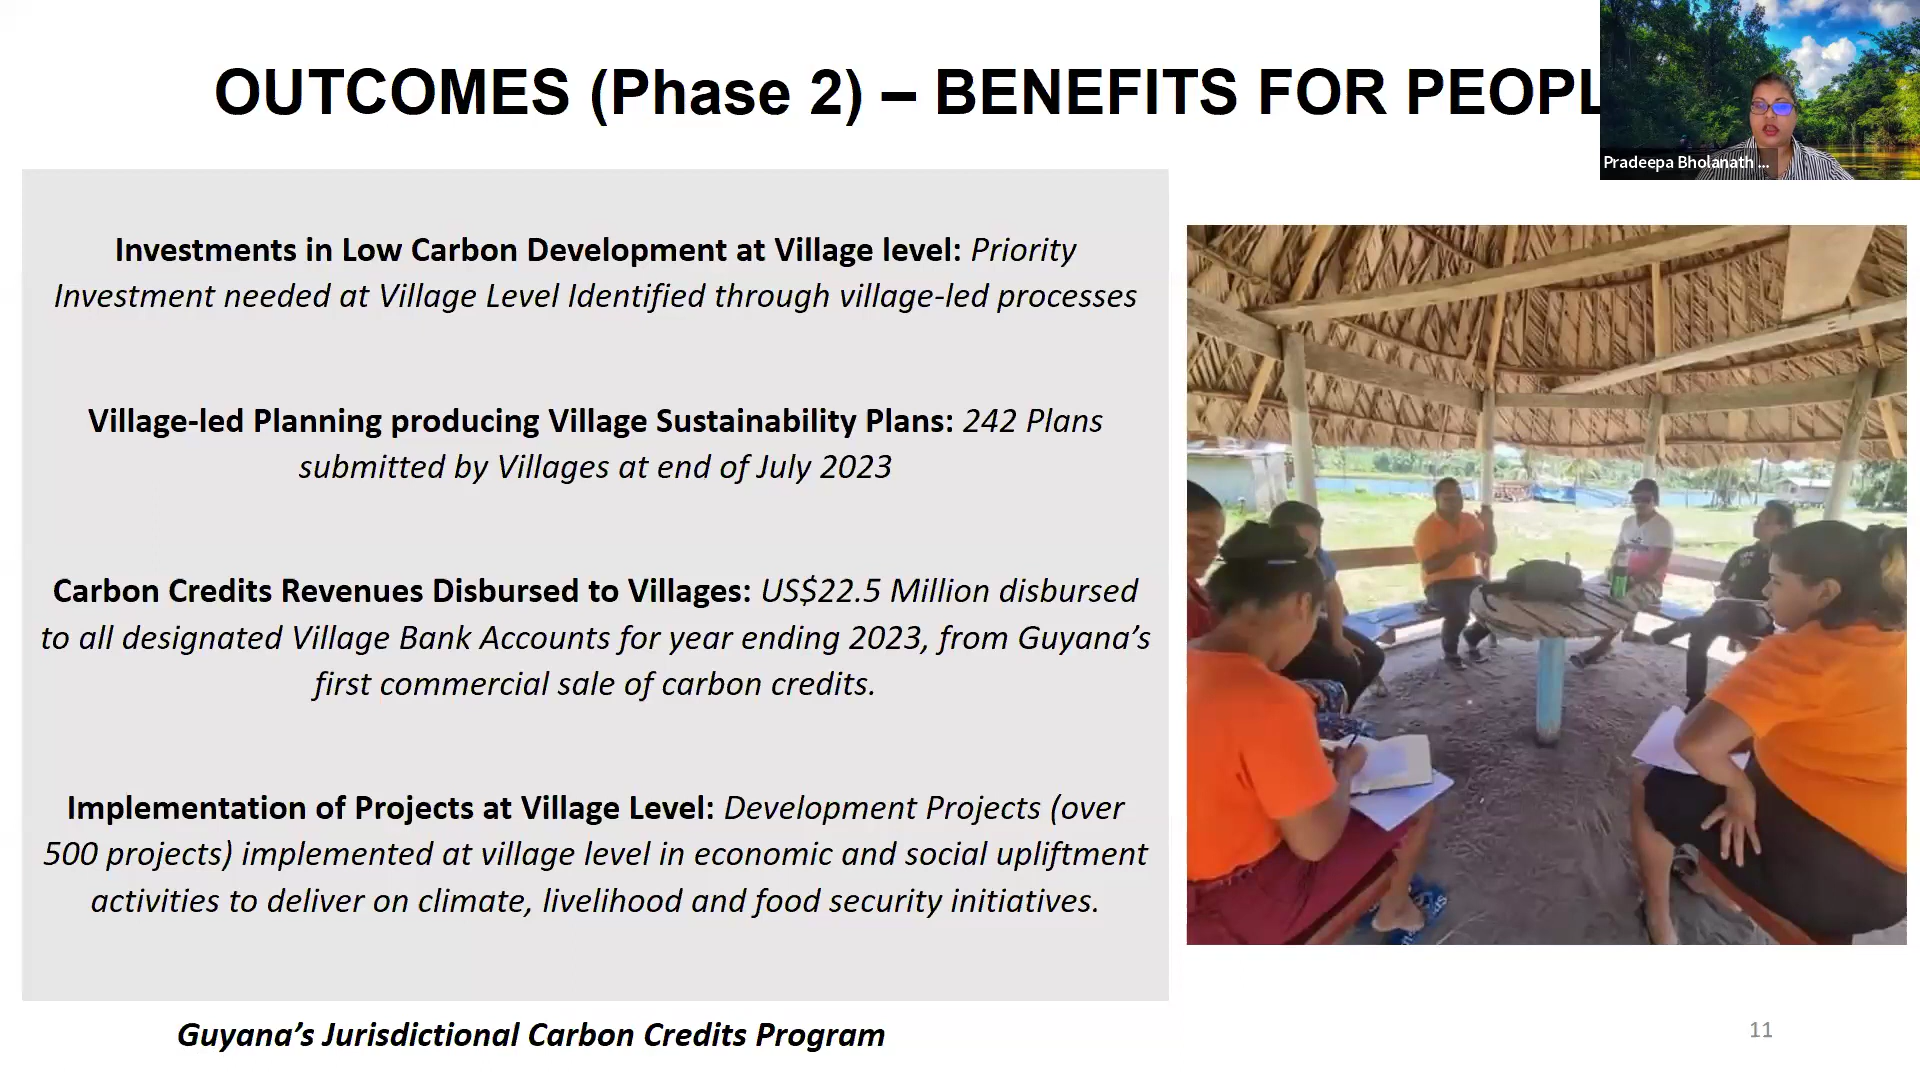 OUTCOMES (Phase 2) – BENEFITS FOR PEOPL
Pradeepa Bholanath ...
Investments in Low Carbon Development at Village level: Priority
Investment needed at Village Level Identified through village-led processes
Village-led Planning producing Village Sustainability Plans: 242 Plans
submitted by Villages at end of July 2023
Carbon Credits Revenues Disbursed to Villages: US$22.5 Million disbursed
to all designated Village Bank Accounts for year ending 2023, from Guyana’s
first commercial sale of carbon credits.
Implementation of Projects at Village Level: Development Projects (over
500 projects) implemented at village level in economic and social upliftment
activities to deliver on climate, livelihood and food security initiatives.
Guyana’s Jurisdictional Carbon Credits Program
11